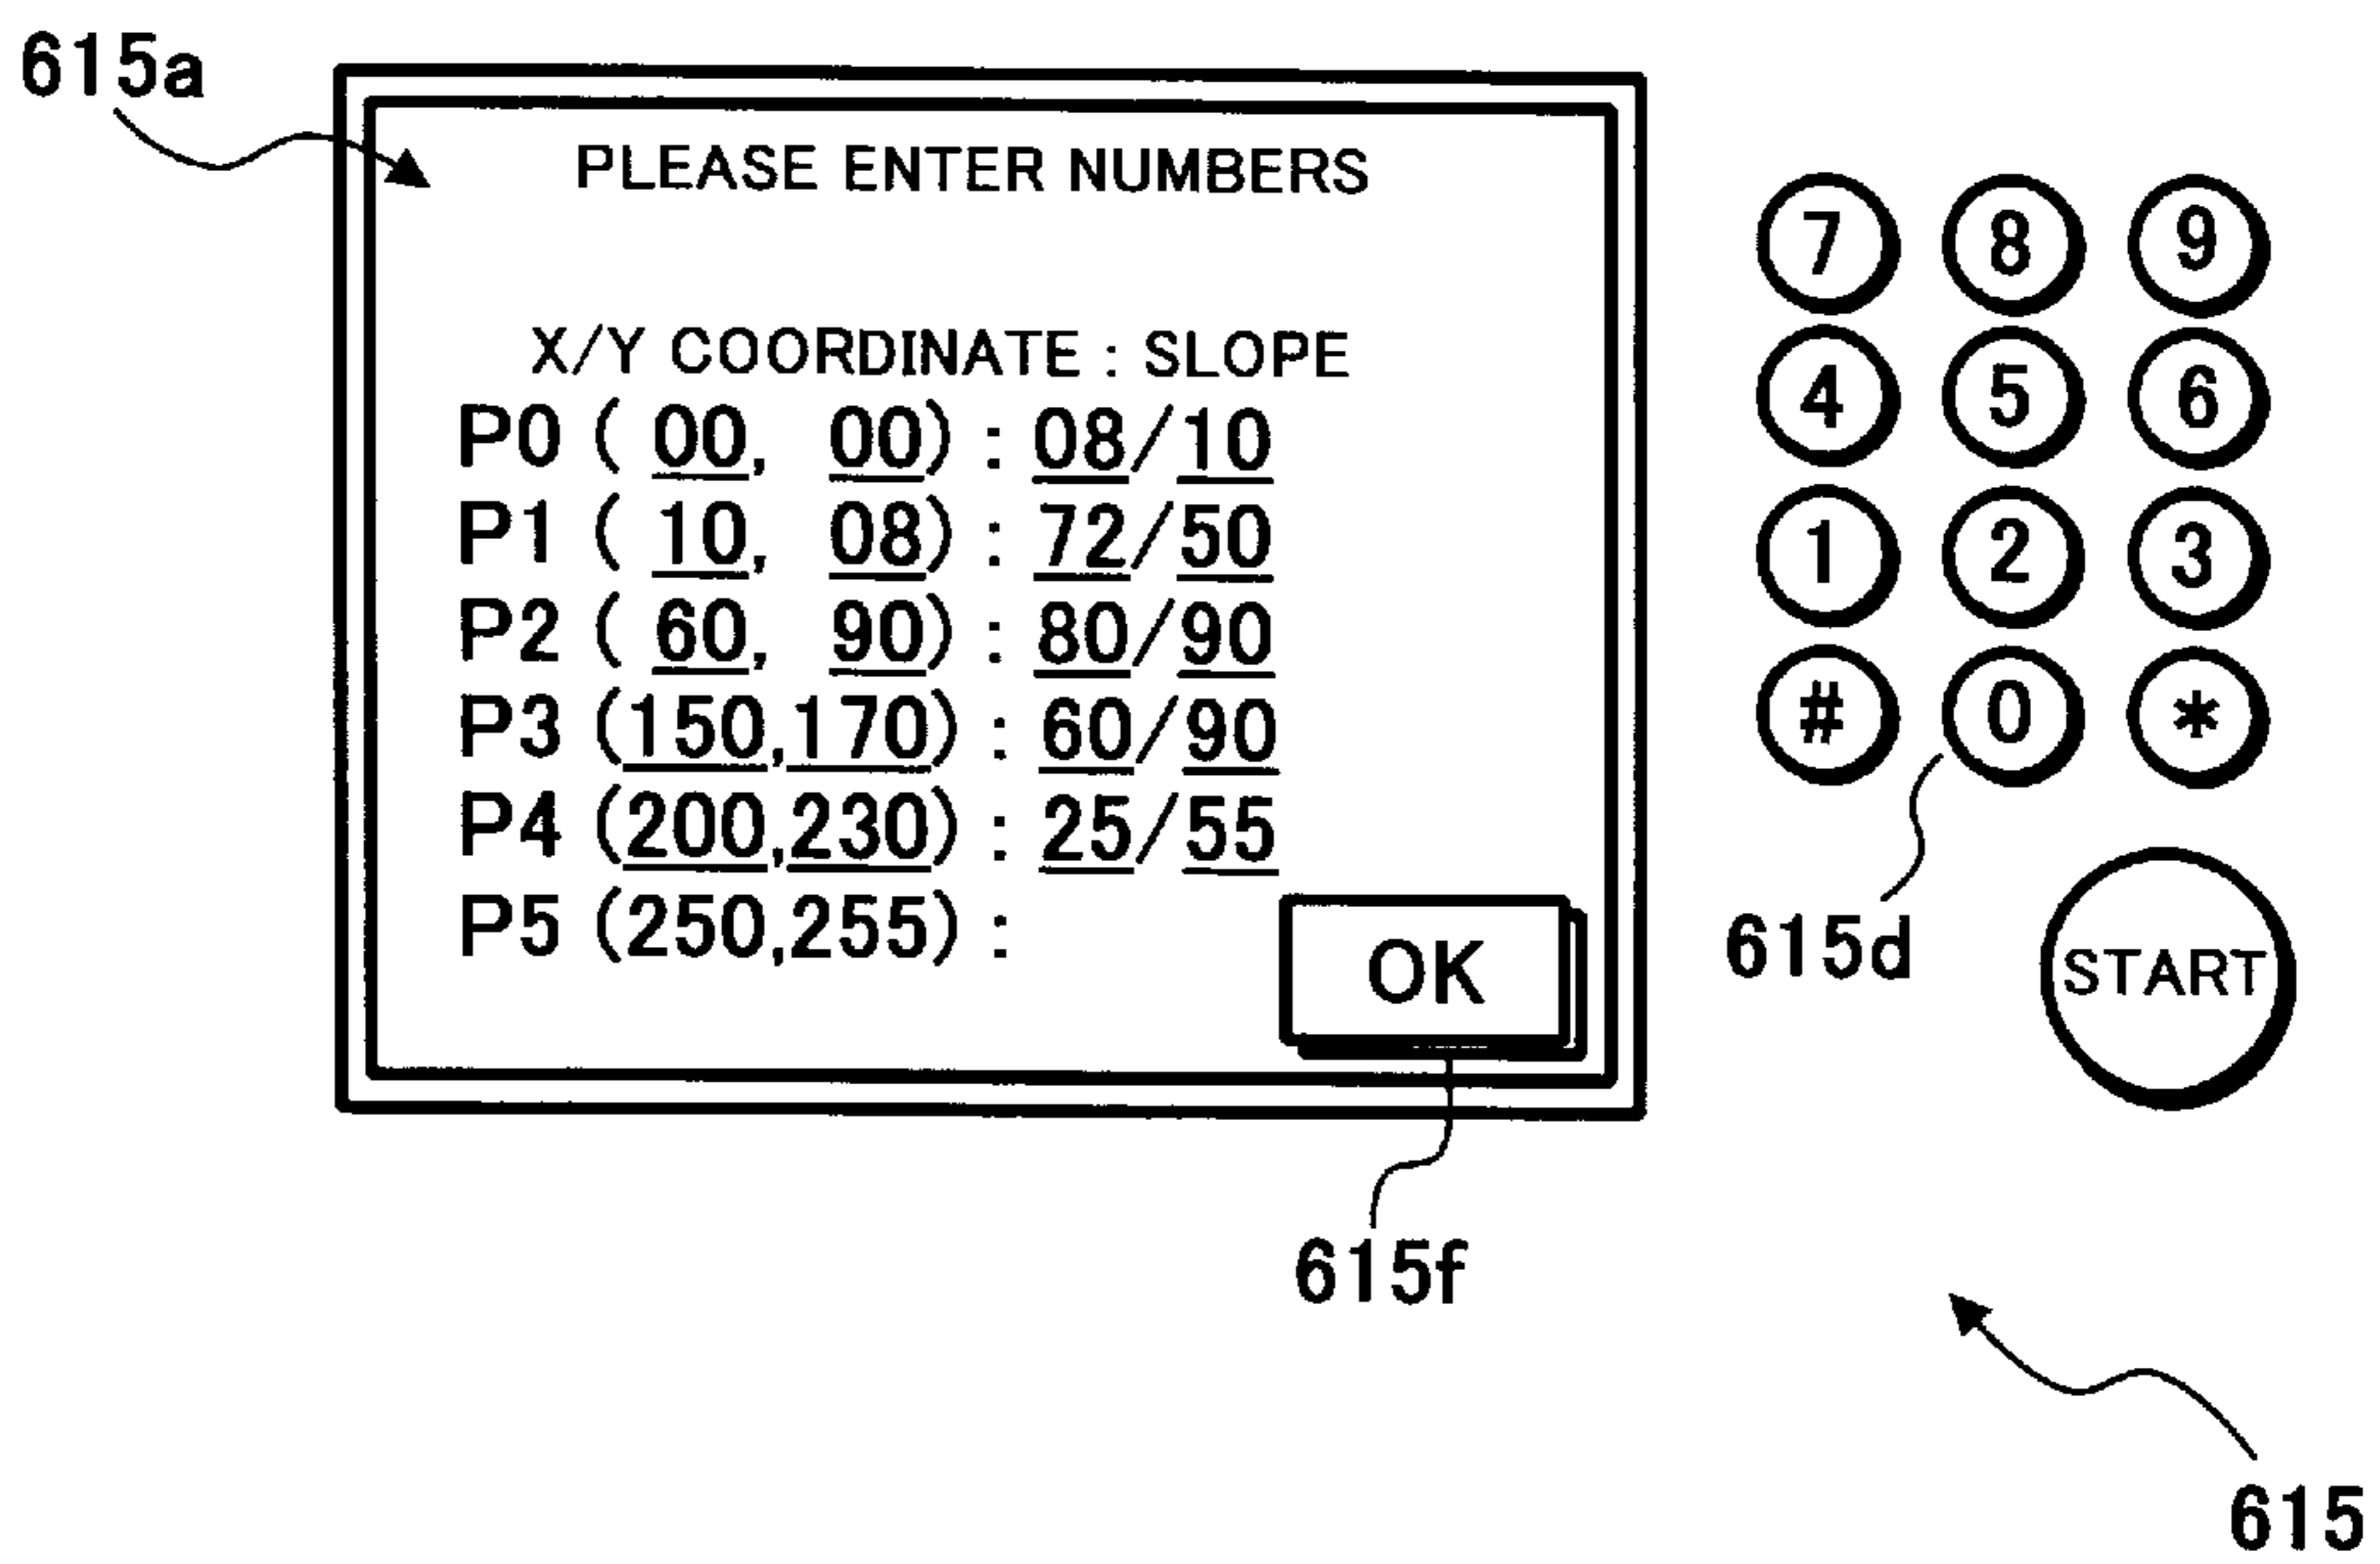 615a
PLEASE ENTER NUMBERS
X/Y COORDINATE : SLOPE
P0 ( 00, 00) : 08/10
P1 ( 10, 08) : 72/50
P2 ( 60, 90) : 80/90
P3 (150,170) : 60/90
P4 (200,230) : 25/55
P5 (250,255) :
OK
7 8 9
4 5 6
1 2 3
# 0 *
615d
START
615f
615